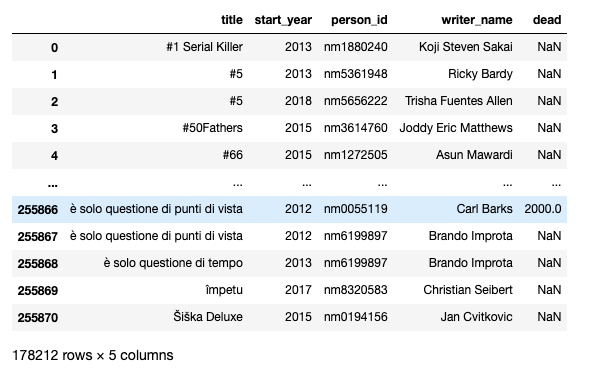 title start_year person_id writer_name dead
0 #1 Serial Killer 2013 nm1880240 Koji Steven Sakai NaN
1 #5 2013 nm5361948 Ricky Bardy NaN
2 #5 2018 nm5656222 Trisha Fuentes Allen NaN
3 #50Fathers 2015 nm3614760 Joddy Eric Matthews NaN
4 #66 2015 nm1272505 Asun Mawardi NaN
... ... ... ... ... ...
255866 è solo questione di punti di vista 2012 nm0055119 Carl Barks 2000.0
255867 è solo questione di punti di vista 2012 nm6199897 Brando Improta NaN
255868 è solo questione di tempo 2013 nm6199897 Brando Improta NaN
255869 împetu 2017 nm8320583 Christian Seibert NaN
255870 Šiška Deluxe 2015 nm0194156 Jan Cvitkovic NaN
178212 rows × 5 columns